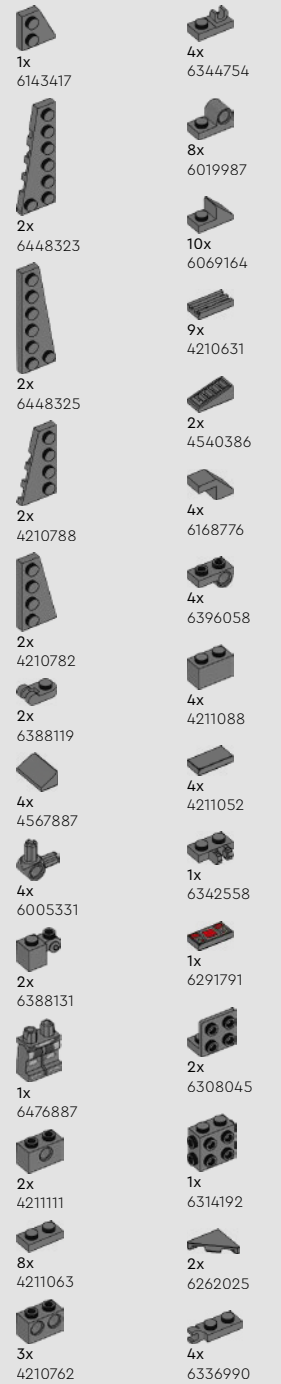 1x
6143417
2x
6448323
2x
6448325
2x
4210788
2x
4210782
2x
6388119
4x
4567887
4x
6005331
2x
6388131
1x
6476887
2x
4211111
8x
4211063
3x
4210762
4x
6344754
8x
6019987
10x
6069164
9x
4210631
2x
4540386
4x
6168776
4x
6396058
4x
4211088
4x
4211052
1x
6342558
1x
6291791
2x
6308045
1x
6314192
2x
6262025
4x
6336990